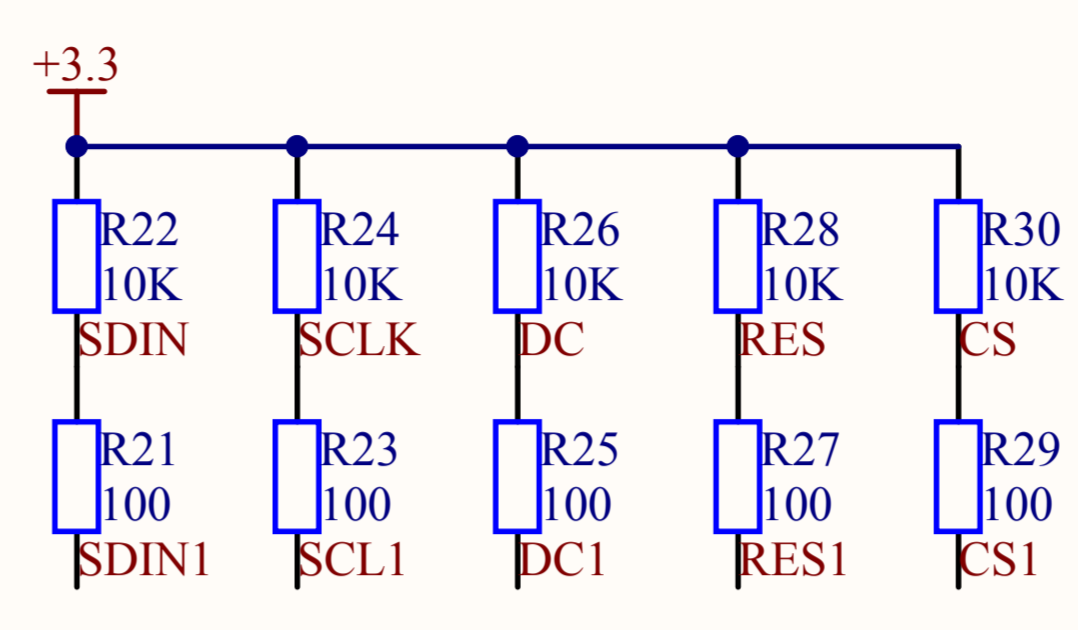 +3.3
R22
10K
SDIN
R24
10K
SCLK
R26
10K
DC
R28
10K
RES
R30
10K
CS
R21
100
SDIN1
R23
100
SCL1
R25
100
DC1
R27
100
RES1
R29
100
CS1